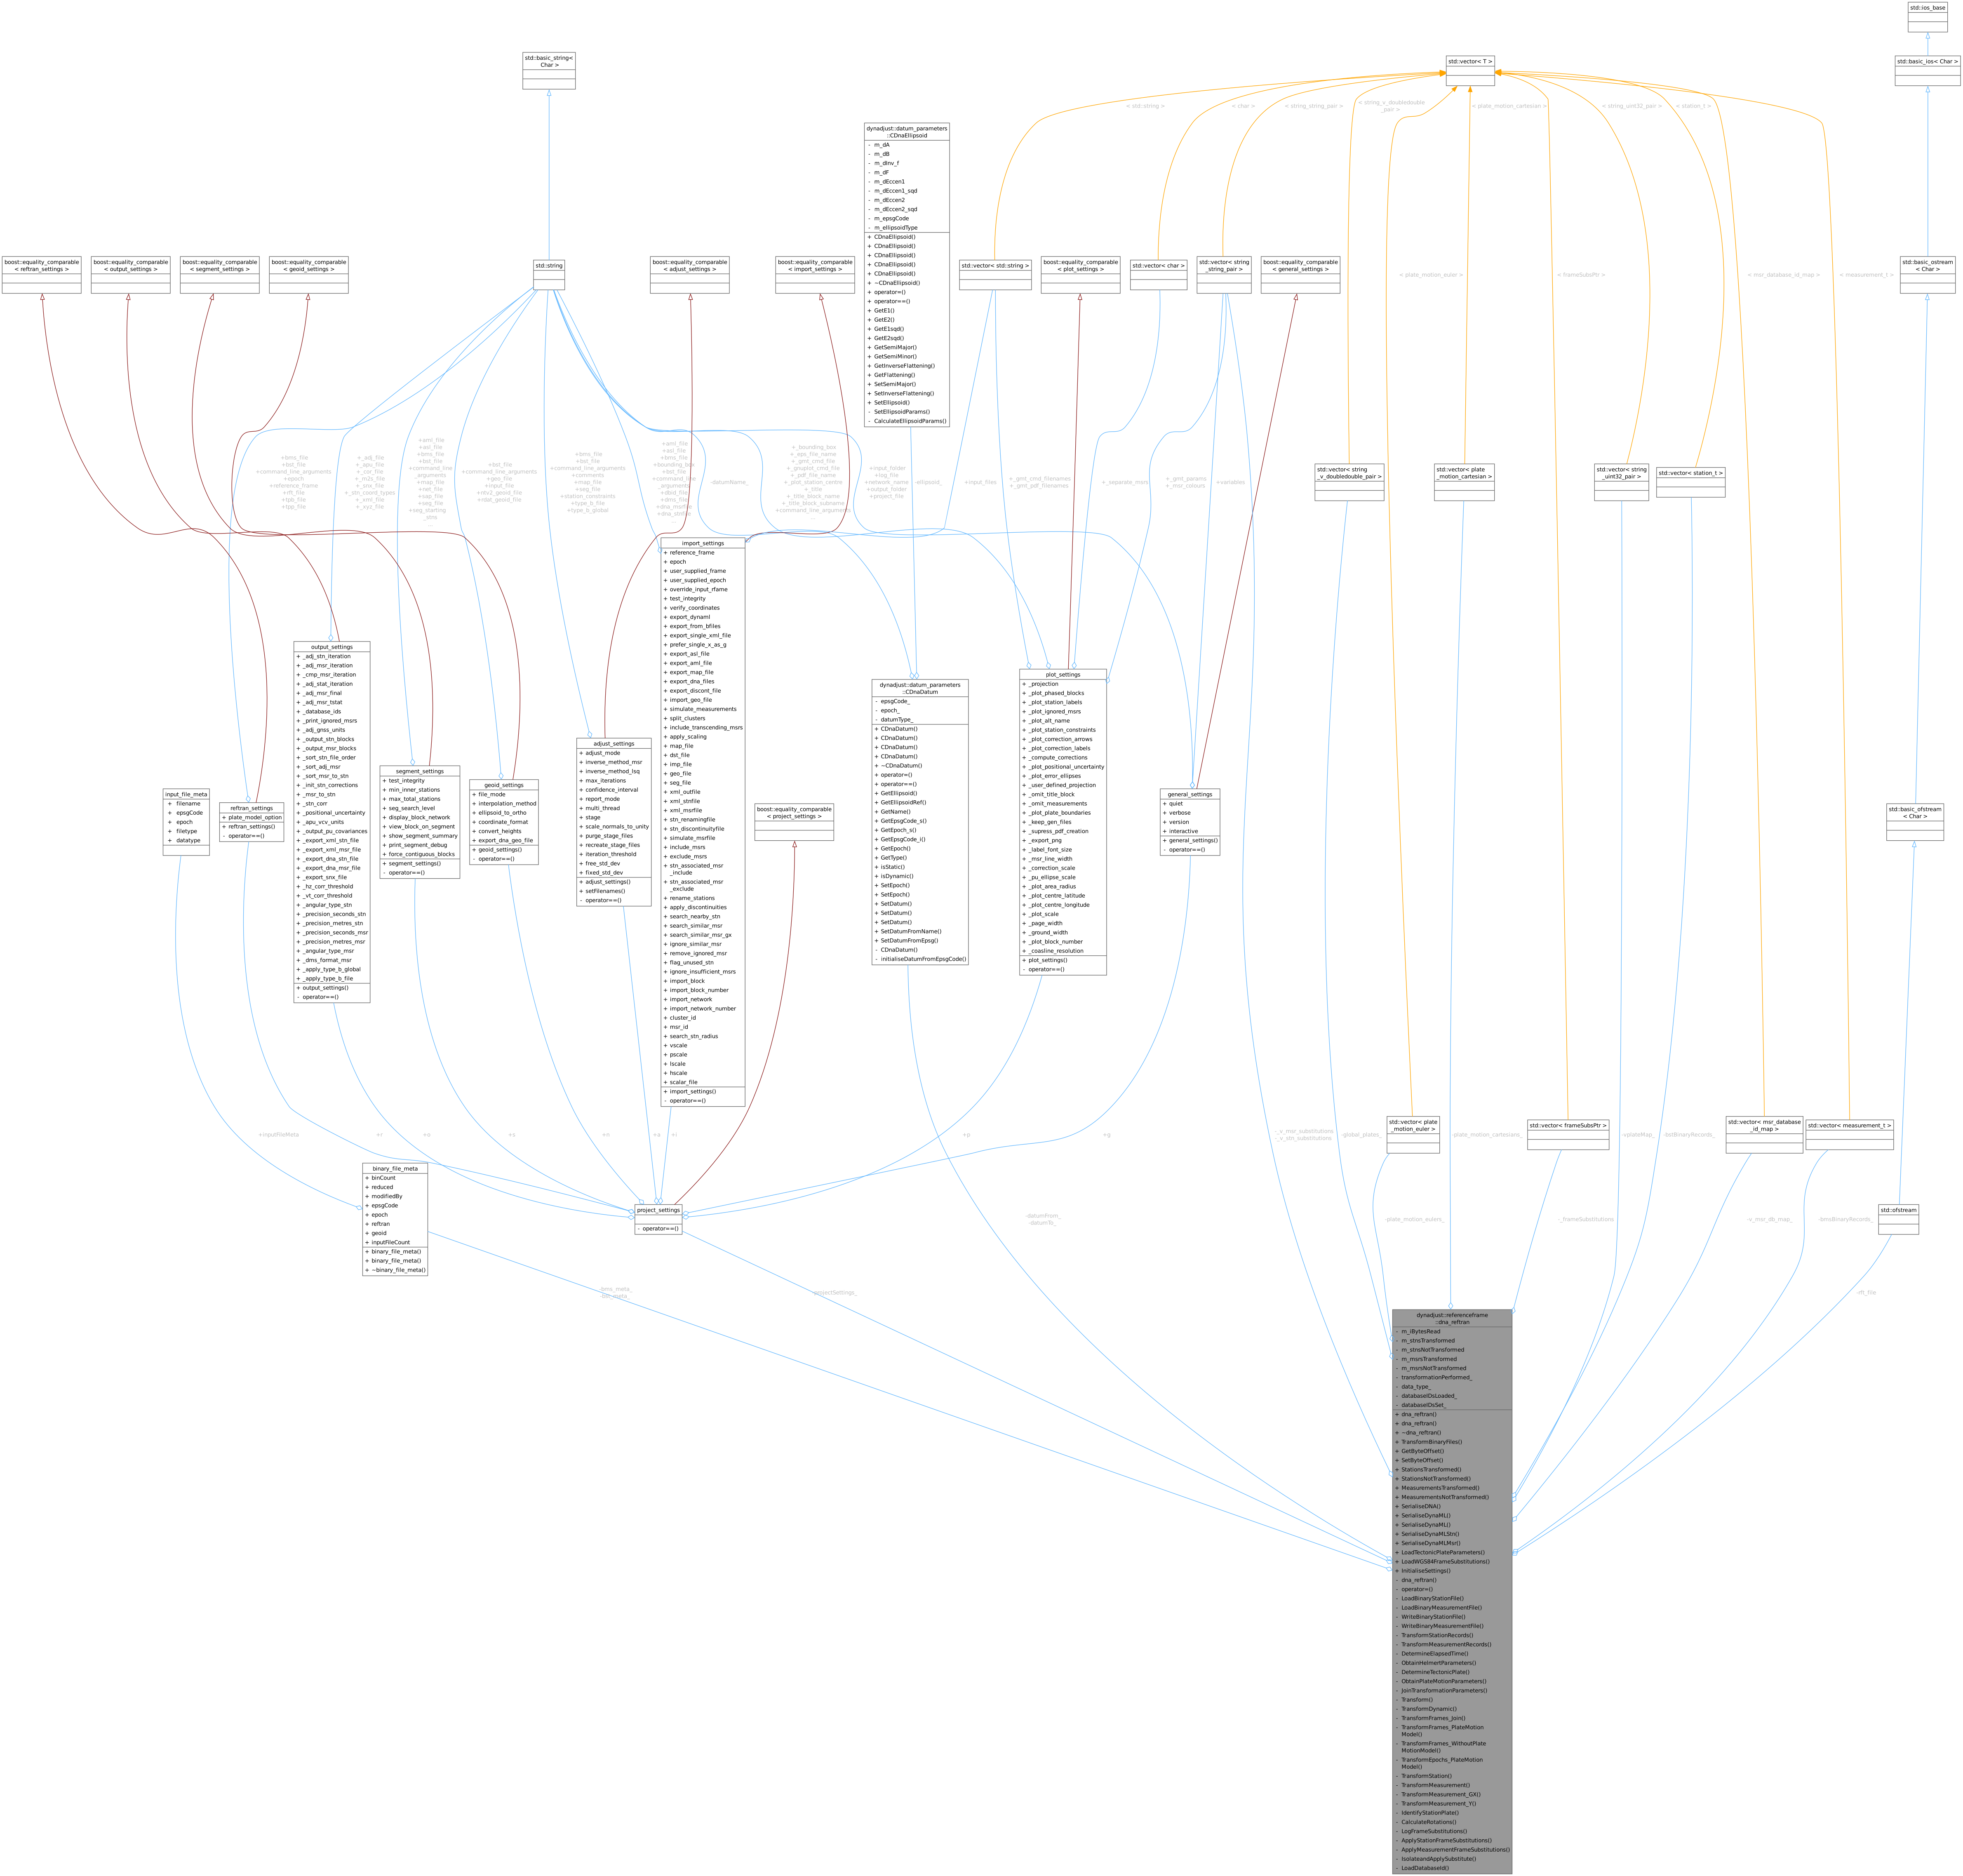 std::ios_base
std::basic_string<
Char >
std::vector< T >
std::basic_ios< Char >
< std::string >
< char >
< string_string_pair >
< string_v_doubledouble
_pair >
< plate_motion_cartesian >
< string_uint32_pair >
< station_t >
dynadjust::datum_parameters
::CDnaEllipsoid
- m_dA
- m_dB
- m_dInv_f
- m_dF
- m_dEccen1
- m_dEccen1_sqd
- m_dEccen2
- m_dEccen2_sqd
- m_epsgCode
- m_ellipsoidType
+ CDnaEllipsoid()
+ CDnaEllipsoid()
+ CDnaEllipsoid()
+ CDnaEllipsoid()
+ CDnaEllipsoid()
+ ~CDnaEllipsoid()
+ operator=()
+ operator==()
+ GetE1()
+ GetE2()
+ GetE1sqd()
+ GetE2sqd()
+ GetSemiMajor()
+ GetSemiMinor()
+ GetInverseFlattening()
+ GetFlattening()
+ SetSemiMajor()
+ SetInverseFlattening()
+ SetEllipsoid()
- SetEllipsoidParams()
- CalculateEllipsoidParams()
boost::equality_comparable
< reftran_settings >
boost::equality_comparable
< output_settings >
boost::equality_comparable
< segment_settings >
boost::equality_comparable
< geoid_settings >
std::string
boost::equality_comparable
< adjust_settings >
boost::equality_comparable
< import_settings >
std::vector< std::string >
boost::equality_comparable
< plot_settings >
std::vector< char >
std::vector< string
_string_pair >
boost::equality_comparable
< general_settings >
< plate_motion_euler >
< frameSubsPtr >
< msr_database_id_map >
< measurement_t >
std::basic_ostream
< Char >
+bms_file
+bst_file
+command_line_arguments
+epoch
+reference_frame
+rft_file
+tpb_file
+tpp_file
+_adj_file
+_apu_file
+_cor_file
+_m2s_file
+_snx_file
+_stn_coord_types
+_xml_file
+_xyz_file
+aml_file
+asl_file
+bms_file
+bst_file
+command_line
_arguments
+map_file
+net_file
+sap_file
+seg_file
+seg_starting
_stns
...
+bst_file
+command_line_arguments
+geo_file
+input_file
+ntv2_geoid_file
+rdat_geoid_file
+bms_file
+bst_file
+command_line_arguments
+comments
+map_file
+seg_file
+station_constraints
+type_b_file
+type_b_global
+aml_file
+asl_file
+bms_file
+bounding_box
+bst_file
+command_line
_arguments
+dbid_file
+dms_file
+dna_msrfile
+dna_stnfile
...
-datumName_
+_bounding_box
+_eps_file_name
+_gmt_cmd_file
+_gnuplot_cmd_file
+_pdf_file_name
+_plot_station_centre
+_title
+_title_block_name
+_title_block_subname
+command_line_arguments
...
+input_folder
+log_file
+network_name
+output_folder
+project_file
-ellipsoid_
+input_files
+_gmt_cmd_filenames
+_gmt_pdf_filenames
+_separate_msrs
+_gmt_params
+_msr_colours
+variables
std::vector< string
_v_doubledouble_pair >
std::vector< plate
_motion_cartesian >
std::vector< string
_uint32_pair >
std::vector< station_t >
import_settings
+ reference_frame
+ epoch
+ user_supplied_frame
+ user_supplied_epoch
+ override_input_rfame
+ test_integrity
+ verify_coordinates
+ export_dynaml
+ export_from_bfiles
+ export_single_xml_file
+ prefer_single_x_as_g
+ export_asl_file
+ export_aml_file
+ export_map_file
+ export_dna_files
+ export_discont_file
+ import_geo_file
+ simulate_measurements
+ split_clusters
+ include_transcending_msrs
+ apply_scaling
+ map_file
+ dst_file
+ imp_file
+ geo_file
+ seg_file
+ xml_outfile
+ xml_stnfile
+ xml_msrfile
+ stn_renamingfile
+ stn_discontinuityfile
+ simulate_msrfile
+ include_msrs
+ exclude_msrs
+ stn_associated_msr
_include
+ stn_associated_msr
_exclude
+ rename_stations
+ apply_discontinuities
+ search_nearby_stn
+ search_similar_msr
+ search_similar_msr_gx
+ ignore_similar_msr
+ remove_ignored_msr
+ flag_unused_stn
+ ignore_insufficient_msrs
+ import_block
+ import_block_number
+ import_network
+ import_network_number
+ cluster_id
+ msr_id
+ search_stn_radius
+ vscale
+ pscale
+ lscale
+ hscale
+ scalar_file
+ import_settings()
- operator==()
output_settings
+ _adj_stn_iteration
+ _adj_msr_iteration
+ _cmp_msr_iteration
+ _adj_stat_iteration
+ _adj_msr_final
+ _adj_msr_tstat
+ _database_ids
+ _print_ignored_msrs
+ _adj_gnss_units
+ _output_stn_blocks
+ _output_msr_blocks
+ _sort_stn_file_order
+ _sort_adj_msr
+ _sort_msr_to_stn
+ _init_stn_corrections
+ _msr_to_stn
+ _stn_corr
+ _positional_uncertainty
+ _apu_vcv_units
+ _output_pu_covariances
+ _export_xml_stn_file
+ _export_xml_msr_file
+ _export_dna_stn_file
+ _export_dna_msr_file
+ _export_snx_file
+ _hz_corr_threshold
+ _vt_corr_threshold
+ _angular_type_stn
+ _precision_seconds_stn
+ _precision_metres_stn
+ _precision_seconds_msr
+ _precision_metres_msr
+ _angular_type_msr
+ _dms_format_msr
+ _apply_type_b_global
+ _apply_type_b_file
+ output_settings()
- operator==()
plot_settings
+ _projection
+ _plot_phased_blocks
+ _plot_station_labels
+ _plot_ignored_msrs
+ _plot_alt_name
+ _plot_station_constraints
+ _plot_correction_arrows
+ _plot_correction_labels
+ _compute_corrections
+ _plot_positional_uncertainty
+ _plot_error_ellipses
+ _user_defined_projection
+ _omit_title_block
+ _omit_measurements
+ _plot_plate_boundaries
+ _keep_gen_files
+ _supress_pdf_creation
+ _export_png
+ _label_font_size
+ _msr_line_width
+ _correction_scale
+ _pu_ellipse_scale
+ _plot_area_radius
+ _plot_centre_latitude
+ _plot_centre_longitude
+ _plot_scale
+ _page_width
+ _ground_width
+ _plot_block_number
+ _coasline_resolution
+ plot_settings()
- operator==()
dynadjust::datum_parameters
::CDnaDatum
- epsgCode_
- epoch_
- datumType_
+ CDnaDatum()
+ CDnaDatum()
+ CDnaDatum()
+ CDnaDatum()
+ ~CDnaDatum()
+ operator=()
+ operator==()
+ GetEllipsoid()
+ GetEllipsoidRef()
+ GetName()
+ GetEpsgCode_s()
+ GetEpoch_s()
+ GetEpsgCode_i()
+ GetEpoch()
+ GetType()
+ isStatic()
+ isDynamic()
+ SetEpoch()
+ SetEpoch()
+ SetDatum()
+ SetDatum()
+ SetDatum()
+ SetDatumFromName()
+ SetDatumFromEpsg()
- CDnaDatum()
- initialiseDatumFromEpsgCode()
adjust_settings
+ adjust_mode
+ inverse_method_msr
+ inverse_method_lsq
+ max_iterations
+ confidence_interval
+ report_mode
+ multi_thread
+ stage
+ scale_normals_to_unity
+ purge_stage_files
+ recreate_stage_files
+ iteration_threshold
+ free_std_dev
+ fixed_std_dev
+ adjust_settings()
+ setFilenames()
- operator==()
segment_settings
+ test_integrity
+ min_inner_stations
+ max_total_stations
+ seg_search_level
+ display_block_network
+ view_block_on_segment
+ show_segment_summary
+ print_segment_debug
+ force_contiguous_blocks
+ segment_settings()
- operator==()
geoid_settings
+ file_mode
+ interpolation_method
+ ellipsoid_to_ortho
+ coordinate_format
+ convert_heights
+ export_dna_geo_file
+ geoid_settings()
- operator==()
input_file_meta
+ filename
+ epsgCode
+ epoch
+ filetype
+ datatype
reftran_settings
+ plate_model_option
+ reftran_settings()
- operator==()
general_settings
+ quiet
+ verbose
+ version
+ interactive
+ general_settings()
- operator==()
boost::equality_comparable
< project_settings >
std::basic_ofstream
< Char >
std::vector< plate
_motion_euler >
std::vector< frameSubsPtr >
std::vector< msr_database
_id_map >
std::vector< measurement_t >
+inputFileMeta
+r
+o
+s
+n
+a
+i
+p
+g
-_v_msr_substitutions
-_v_stn_substitutions
-global_plates_
-plate_motion_cartesians_
-vplateMap_
-bstBinaryRecords_
binary_file_meta
+ binCount
+ reduced
+ modifiedBy
+ epsgCode
+ epoch
+ reftran
+ geoid
+ inputFileCount
+ binary_file_meta()
+ binary_file_meta()
+ ~binary_file_meta()
project_settings
- operator==()
std::ofstream
-datumFrom_
-datumTo_
-plate_motion_eulers_
-_frameSubstitutions
-v_msr_db_map_
-bmsBinaryRecords_
-bms_meta_
-bst_meta_
-projectSettings_
-rft_file
dynadjust::referenceframe
::dna_reftran
- m_iBytesRead
- m_stnsTransformed
- m_stnsNotTransformed
- m_msrsTransformed
- m_msrsNotTransformed
- transformationPerformed_
- data_type_
- databaseIDsLoaded_
- databaseIDsSet_
+ dna_reftran()
+ dna_reftran()
+ ~dna_reftran()
+ TransformBinaryFiles()
+ GetByteOffset()
+ SetByteOffset()
+ StationsTransformed()
+ StationsNotTransformed()
+ MeasurementsTransformed()
+ MeasurementsNotTransformed()
+ SerialiseDNA()
+ SerialiseDynaML()
+ SerialiseDynaML()
+ SerialiseDynaMLStn()
+ SerialiseDynaMLMsr()
+ LoadTectonicPlateParameters()
+ LoadWGS84FrameSubstitutions()
+ InitialiseSettings()
- dna_reftran()
- operator=()
- LoadBinaryStationFile()
- LoadBinaryMeasurementFile()
- WriteBinaryStationFile()
- WriteBinaryMeasurementFile()
- TransformStationRecords()
- TransformMeasurementRecords()
- DetermineElapsedTime()
- ObtainHelmertParameters()
- DetermineTectonicPlate()
- ObtainPlateMotionParameters()
- JoinTransformationParameters()
- Transform()
- TransformDynamic()
- TransformFrames_Join()
- TransformFrames_PlateMotion
Model()
- TransformFrames_WithoutPlate
MotionModel()
- TransformEpochs_PlateMotion
Model()
- TransformStation()
- TransformMeasurement()
- TransformMeasurement_GX()
- TransformMeasurement_Y()
- IdentifyStationPlate()
- CalculateRotations()
- LogFrameSubstitutions()
- ApplyStationFrameSubstitutions()
- ApplyMeasurementFrameSubstitutions()
- IsolateandApplySubstitute()
- LoadDatabaseId()